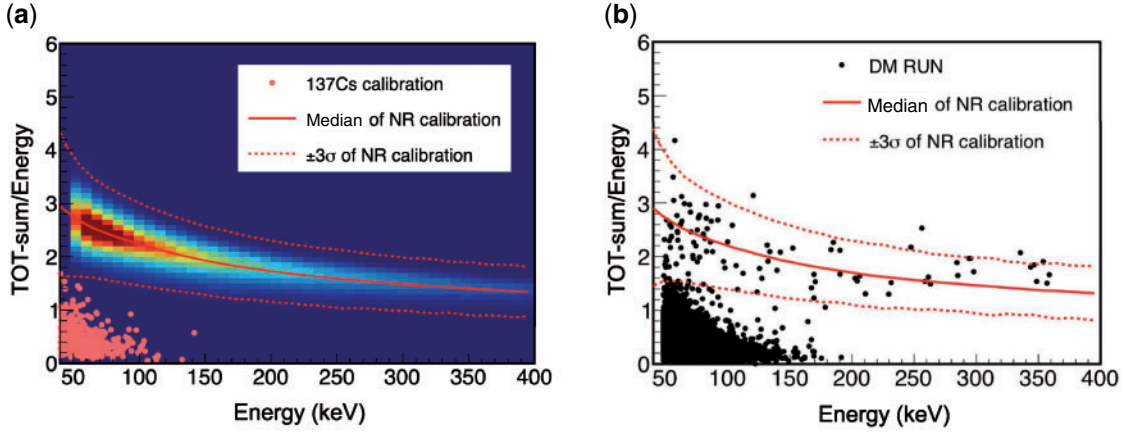 (a)
6
5
4
3
2
1
0
TOT-sum/Energy
137Cs calibration
Median of NR calibration
±3σ of NR calibration
50 100 150 200 250 300 350 400
Energy (keV)
(b)
6
5
4
3
2
1
0
TOT-sum/Energy
DM RUN
Median of NR calibration
±3σ of NR calibration
50 100 150 200 250 300 350 400
Energy (keV)